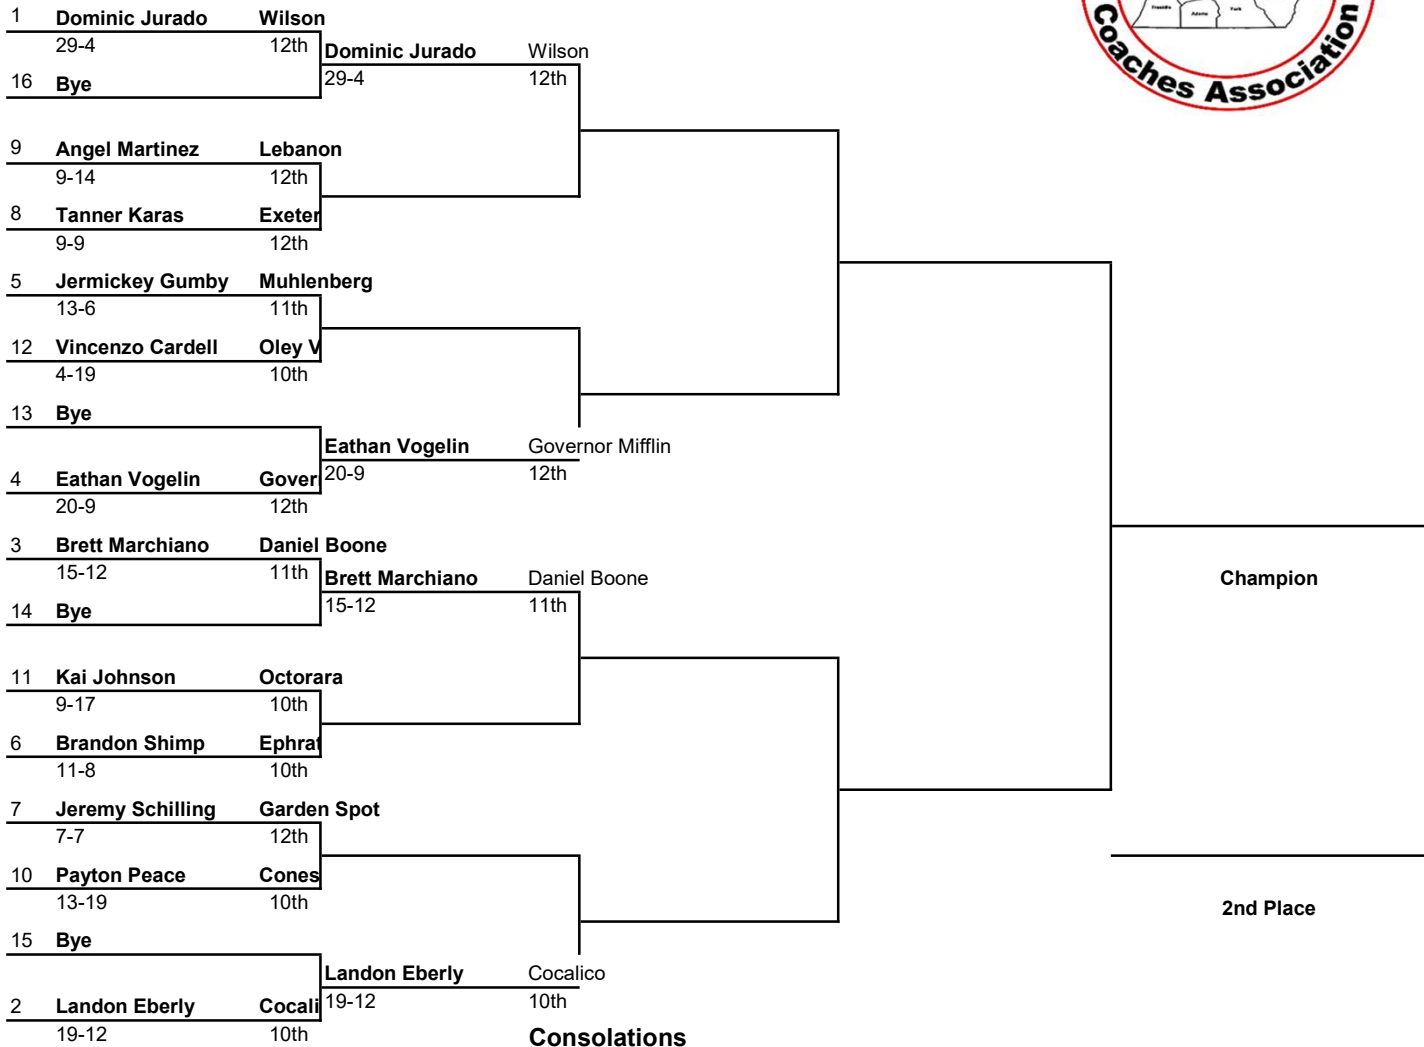 1 Dominic Jurado Wilson
29-4 12th
Dominic Jurado Wilson
29-4 12th
16 Bye
9 Angel Martinez Lebanon
9-14 12th
8 Tanner Karas Exeter
9-9 12th
5 Jermickey Gumby Muhlenberg
13-6 11th
12 Vincenzo Cardell Oley V
4-19 10th
13 Bye
Eathan Vogelin Governor Mifflin
20-9 12th
4 Eathan Vogelin Gover
20-9 12th
3 Brett Marchiano Daniel Boone
15-12 11th
Brett Marchiano Daniel Boone
15-12 11th
14 Bye
11 Kai Johnson Octorara
9-17 10th
6 Brandon Shimp Ephrat
11-8 10th
7 Jeremy Schilling Garden Spot
7-7 12th
10 Payton Peace Cones
13-19 10th
15 Bye
Landon Eberly Cocalico
19-12 10th
2 Landon Eberly Cocali
19-12 10th
Consolations
Coaches Association
Champion
2nd Place